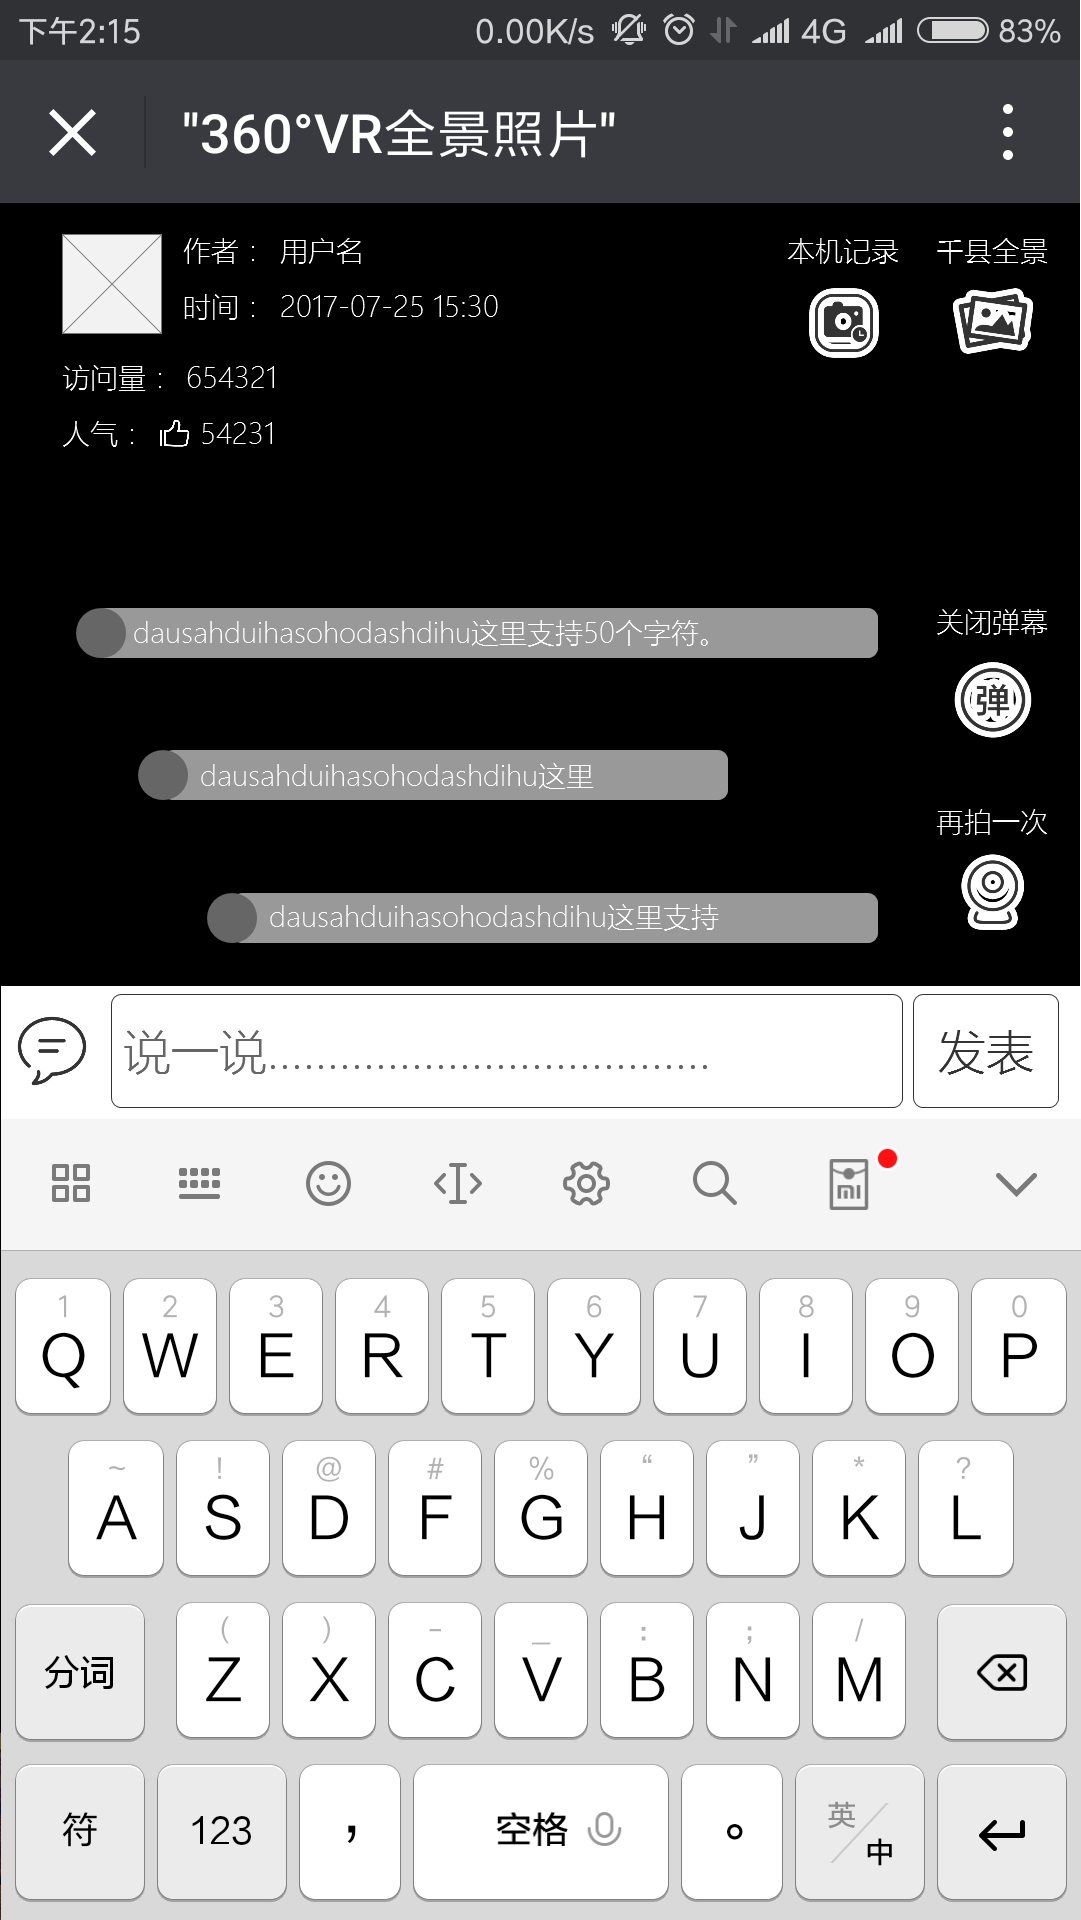 下午2:15 0.00K/s 4G 83%
"360°VR全景照片"
作者： 用户名
时间： 2017-07-25 15:30
本机记录 千县全景
访问量： 654321
人气： 54231
关闭弹幕
dausahduihasohodashdihu这里支持50个字符。
弹
dausahduihasohodashdihu这里
再拍一次
dausahduihasohodashdihu这里支持
说一说..................................... 发表
mi
1 2 3 4 5 6 7 8 9 0
Q W E R T Y U I O P
~ ! @ # % “ ” * ?
A S D F G H J K L
( ) - _ : ; /
分词 Z X C V B N M
符 123 ， 空格 。 英/中